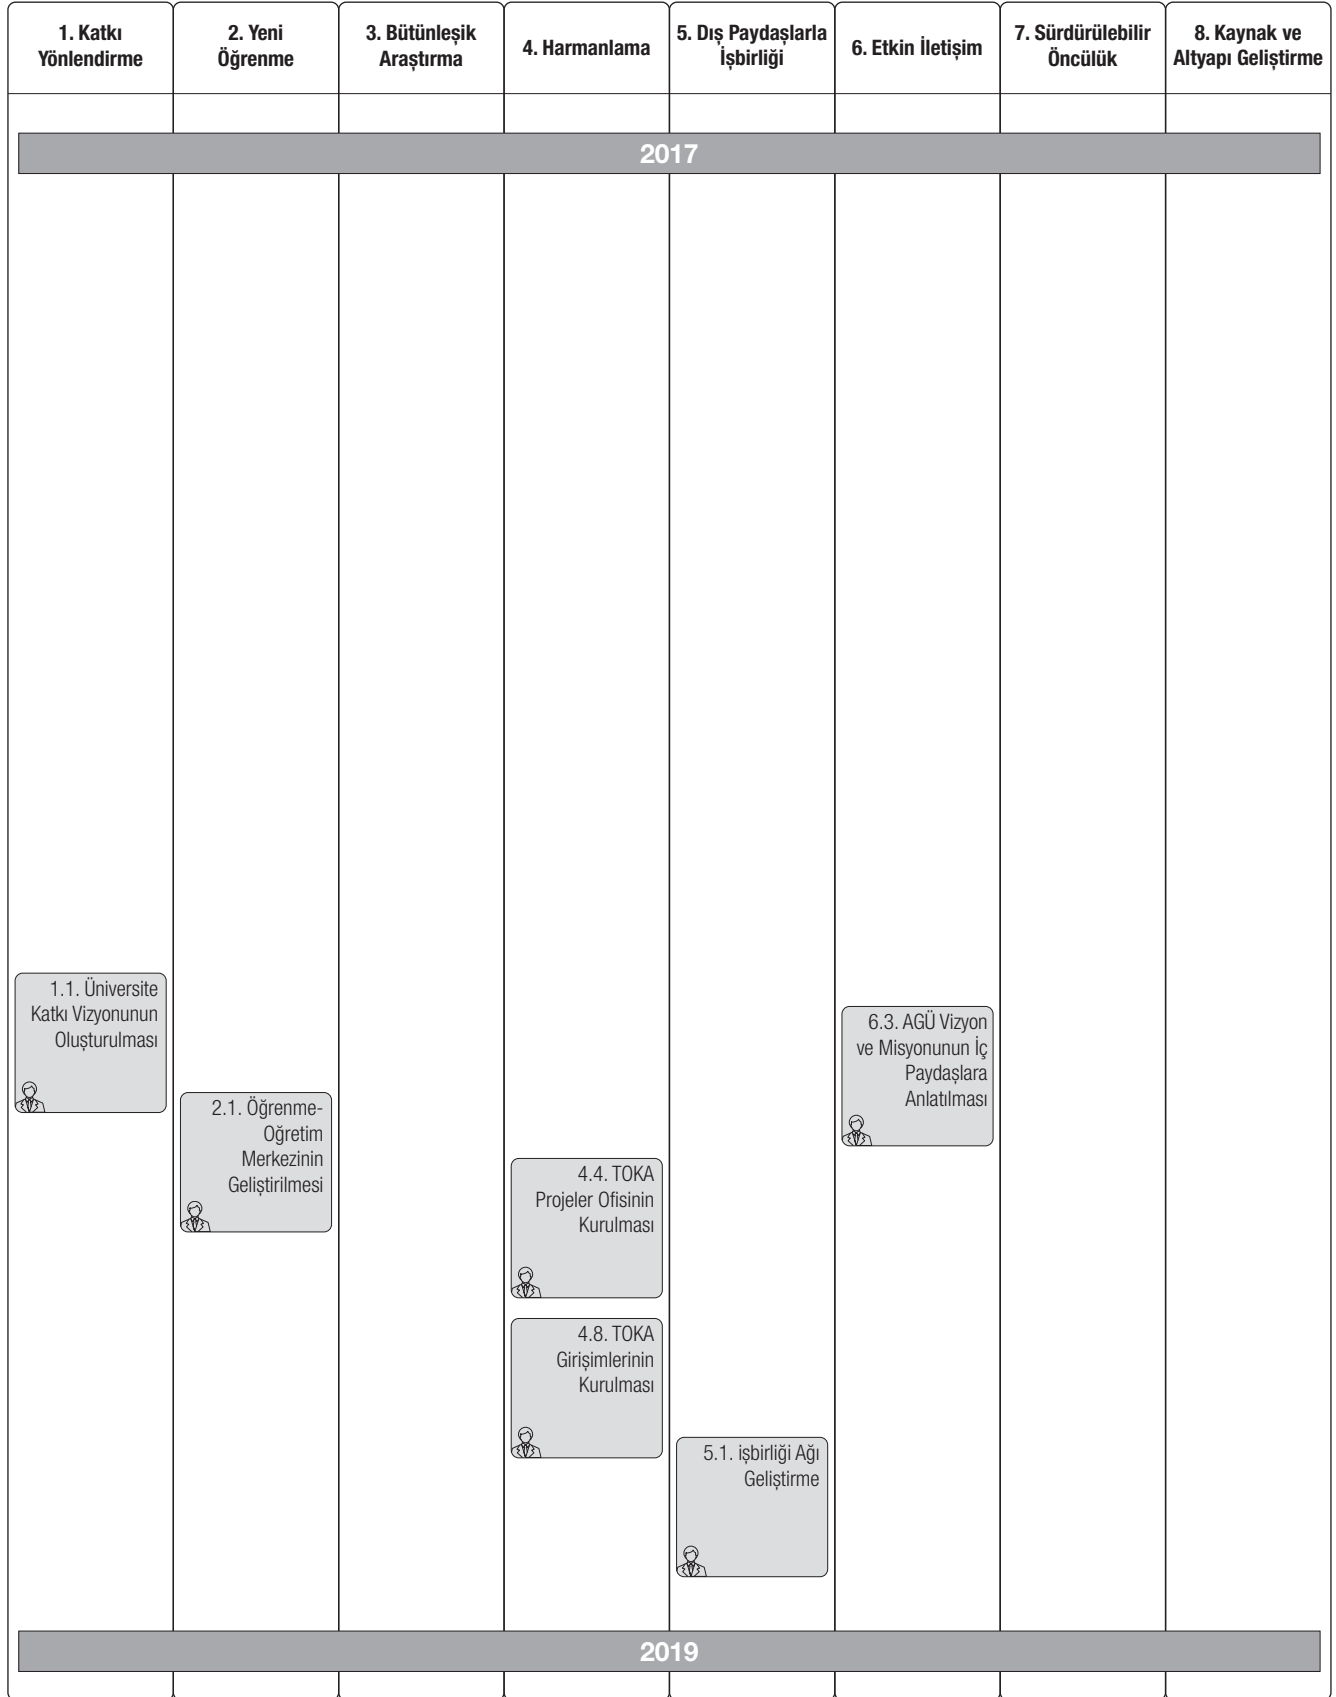 1. Katkı
Yönlendirme
2. Yeni
Öğrenme
3. Bütünleşik
Araştırma
4. Harmanlama
5. Dış Paydaşlarla
İşbirliği
6. Etkin İletişim
7. Sürdürülebilir
Öncülük
8. Kaynak ve
Altyapı Geliştirme
2017
1.1. Üniversite
Katkı Vizyonunun
Oluşturulması
6.3. AGÜ Vizyon
ve Misyonunun İç
Paydaşlara
Anlatılması
2.1. Öğrenme-
Oğretim
Merkezinin
Geliştirilmesi
4.4. TOKA
Projeler Ofisinin
Kurulması
4.8. TOKA
Girişimlerinin
Kurulması
5.1. işbirliği Ağı
Geliştirme
2019